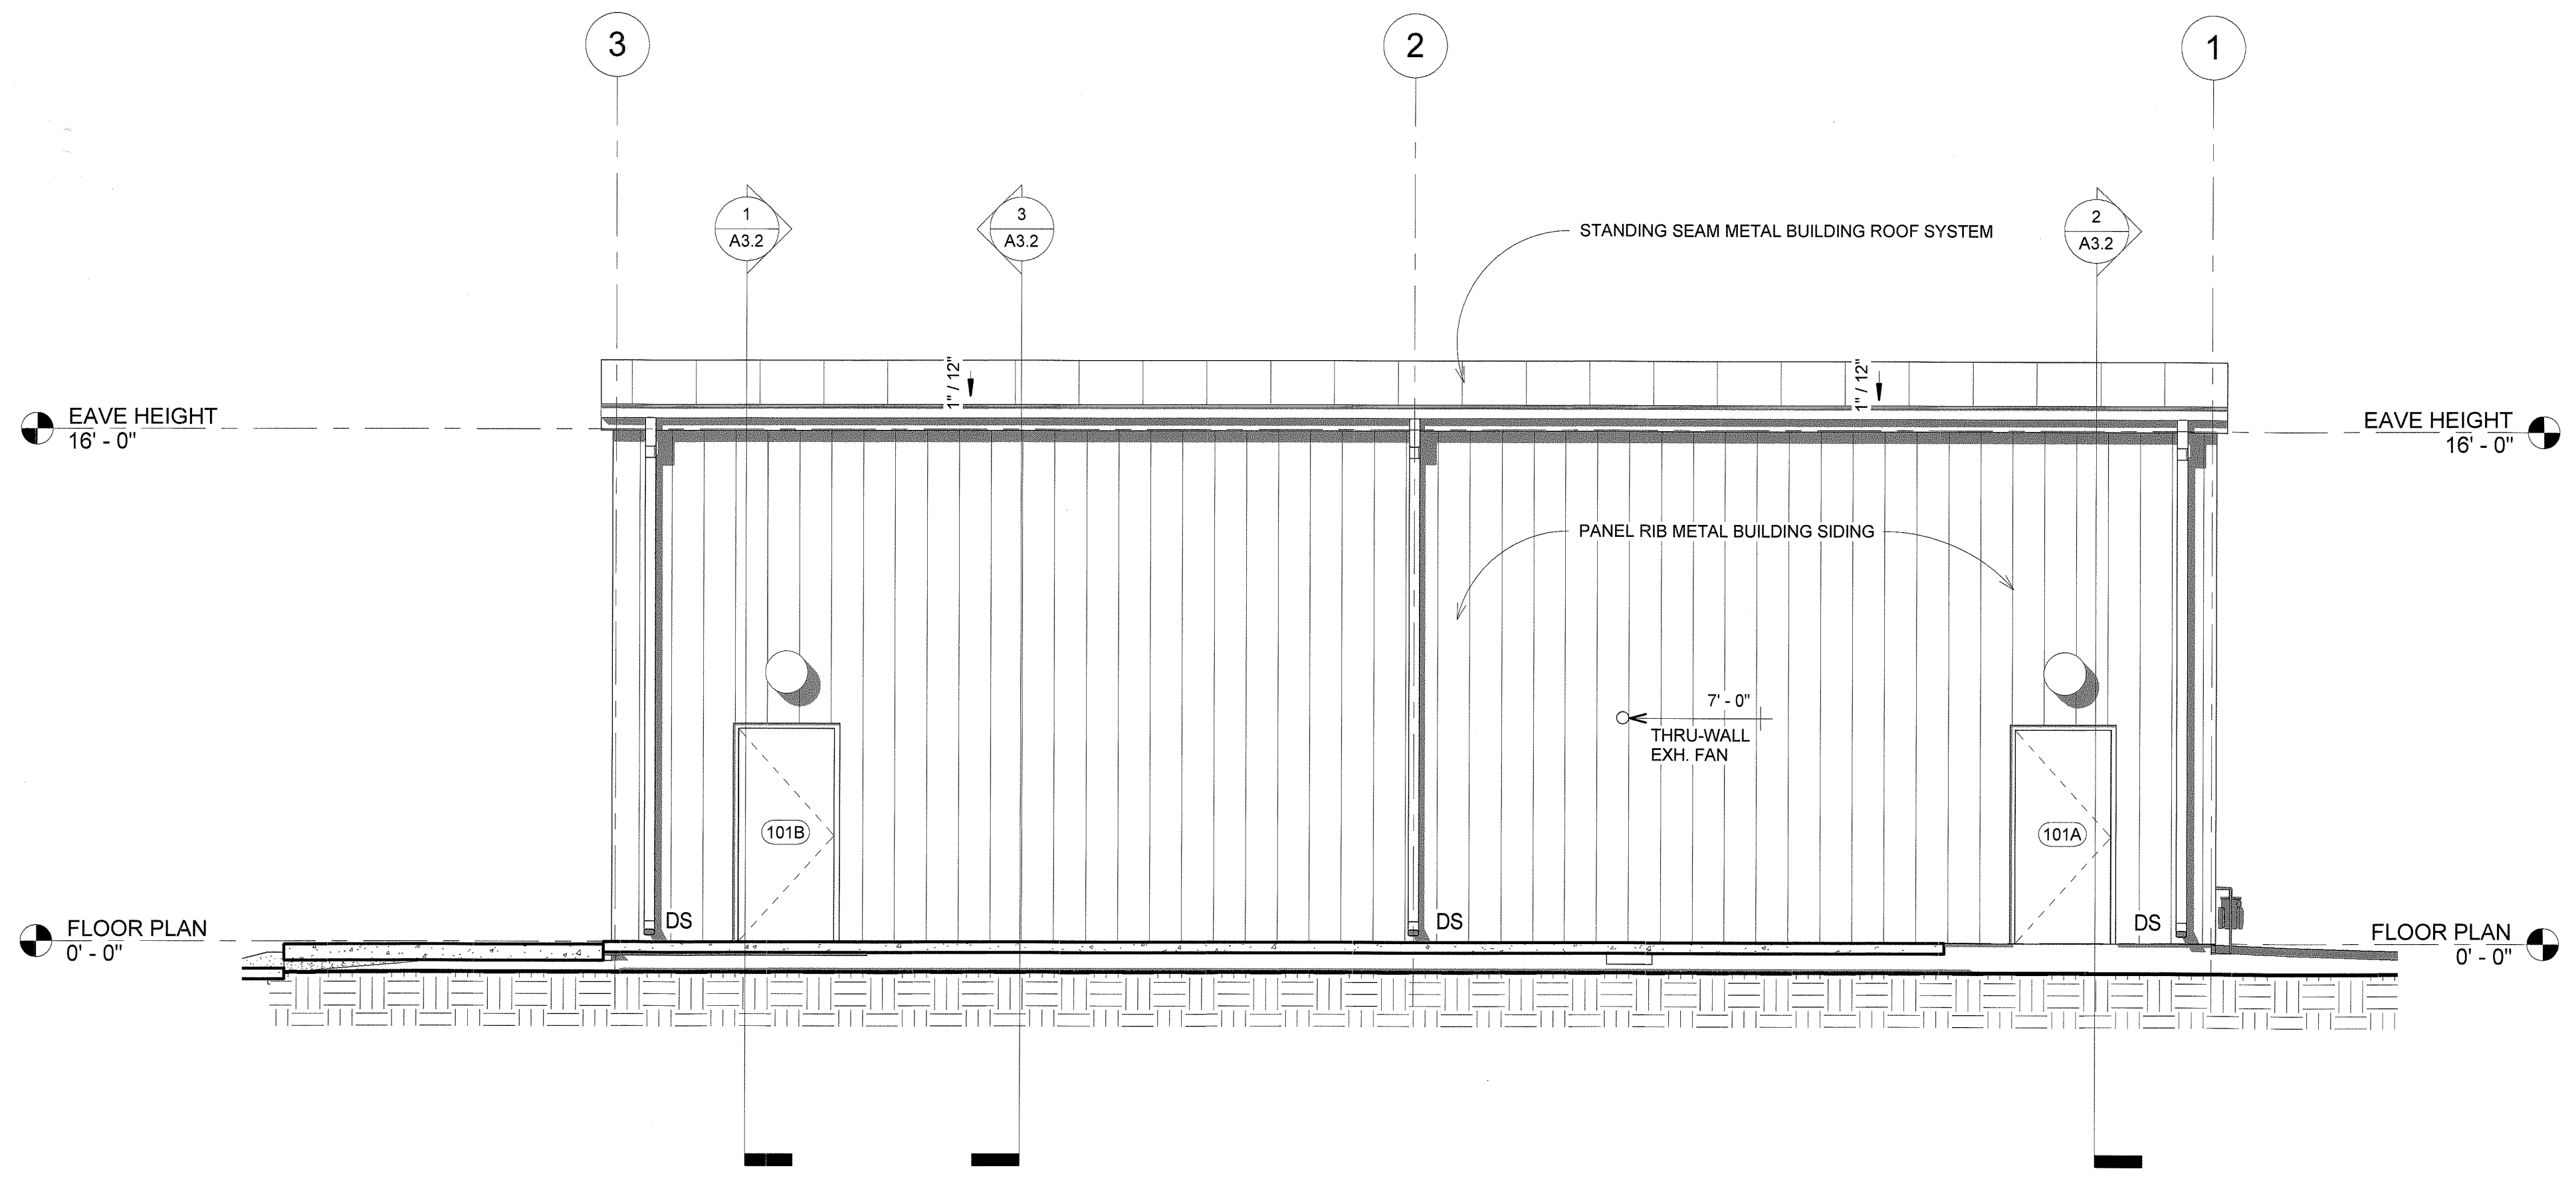 3
2
1
1
A3.2
3
A3.2
STANDING SEAM METAL BUILDING ROOF SYSTEM
2
A3.2
1" / 12"
1" / 12"
EAVE HEIGHT
16' - 0"
EAVE HEIGHT
16' - 0"
PANEL RIB METAL BUILDING SIDING
7' - 0"
THRU-WALL
EXH. FAN
101B
101A
DS
DS
DS
FLOOR PLAN
0' - 0"
FLOOR PLAN
0' - 0"